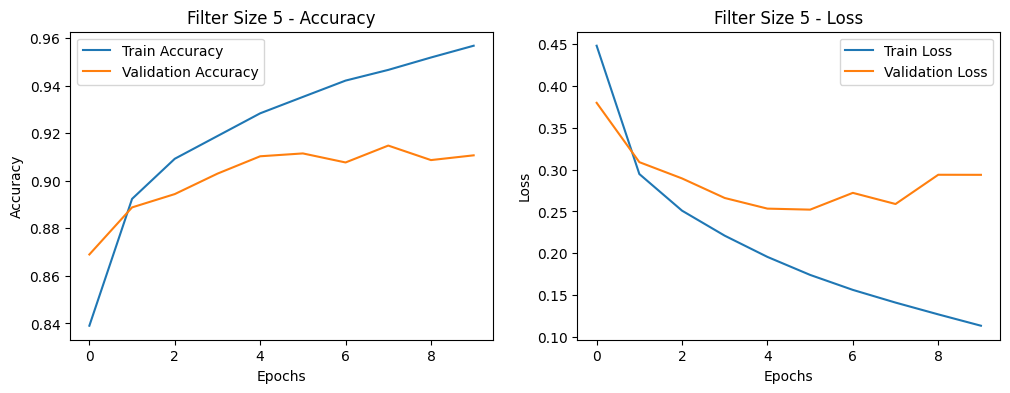 Filter Size 5 - Accuracy
Train Accuracy
Validation Accuracy
Accuracy
0.96
0.94
0.92
0.90
0.88
0.86
0.84
0 2 4 6 8
Epochs
Filter Size 5 - Loss
Train Loss
Validation Loss
Loss
0.45
0.40
0.35
0.30
0.25
0.20
0.15
0.10
0 2 4 6 8
Epochs